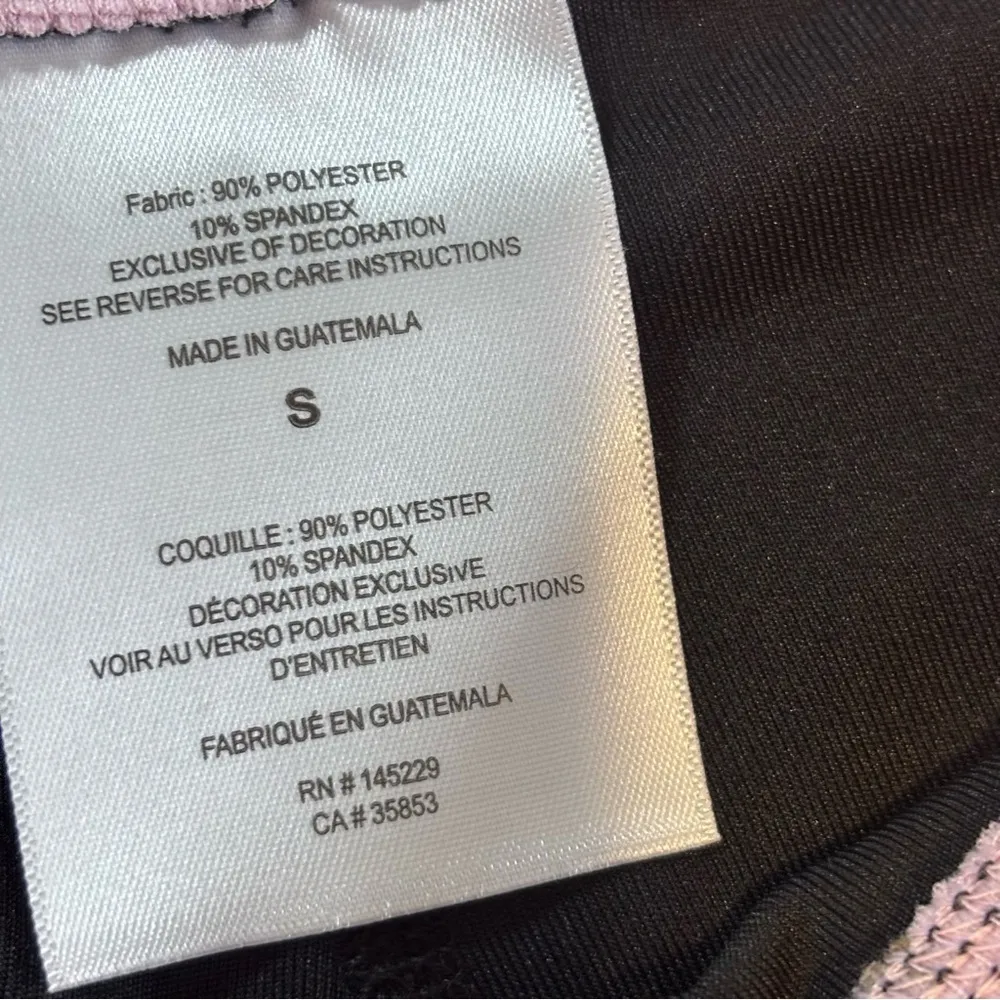 Fabric : 90% POLYESTER
10% SPANDEX
EXCLUSIVE OF DECORATION
SEE REVERSE FOR CARE INSTRUCTIONS
MADE IN GUATEMALA
S
COQUILLE : 90% POLYESTER
10% SPANDEX
DÉCORATION EXCLUSIVE
VOIR AU VERSO POUR LES INSTRUCTIONS
D'ENTRETIEN
FABRIQUÉ EN GUATEMALA
RN # 145229
CA # 35853